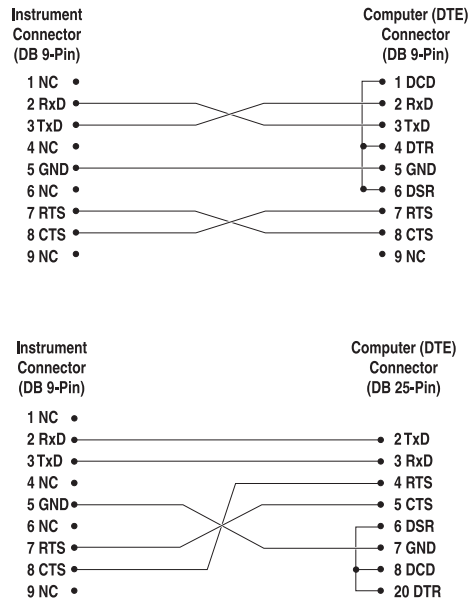 Instrument
Connector
(DB 9-Pin)
Computer (DTE)
Connector
(DB 9-Pin)
1 NC 1 DCD
2 RxD 2 RxD
3 TxD 3 TxD
4 NC 4 DTR
5 GND 5 GND
6 NC 6 DSR
7 RTS 7 RTS
8 CTS 8 CTS
9 NC 9 NC
Instrument
Connector
(DB 9-Pin)
Computer (DTE)
Connector
(DB 25-Pin)
1 NC
2 RxD 2 TxD
3 TxD 3 RxD
4 NC 4 RTS
5 GND 5 CTS
6 NC 6 DSR
7 RTS 7 GND
8 CTS 8 DCD
9 NC 20 DTR